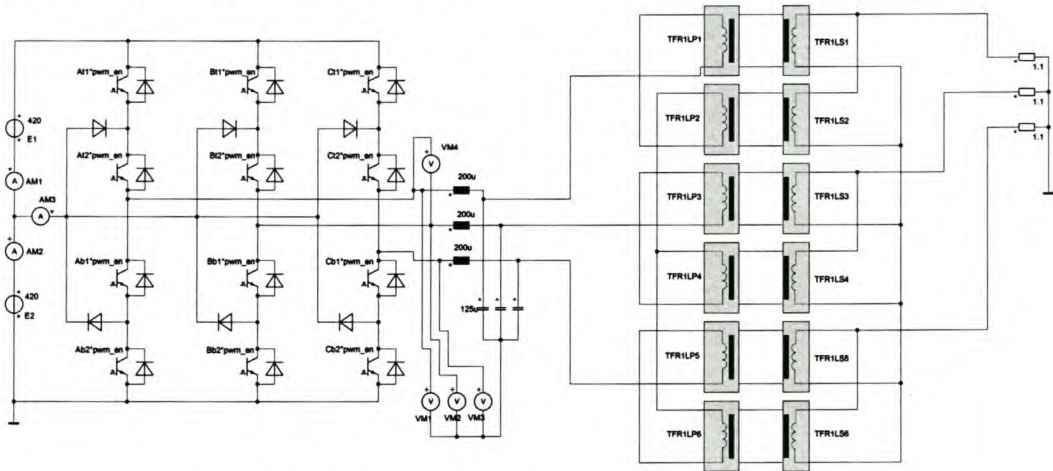 At1*pwm_en
Bt1*pwm_en
Ct1*pwm_en
420
E1
At2*pwm_en
Bt2*pwm_en
Ct2*pwm_en
AM1
A
AM3
A
A
AM2
Ab1*pwm_en
Bb1*pwm_en
Cb1*pwm_en
420
E2
Ab2*pwm_en
Bb2*pwm_en
Cb2*pwm_en
V
VM4
200u
200u
200u
125u
V
V
V
VM1
VM2
VM3
TFR1LP1
TFR1LS1
TFR1LP2
TFR1LS2
TFR1LP3
TFR1LS3
TFR1LP4
TFR1LS4
TFR1LP5
TFR1LS5
TFR1LP6
TFR1LS6
1.1
1.1
1.1